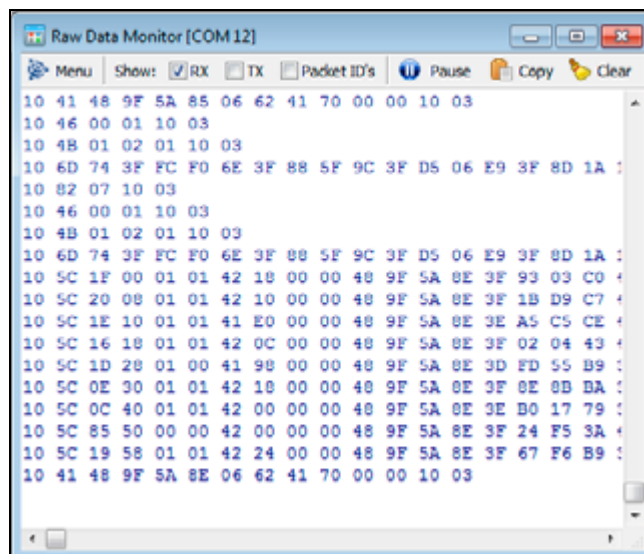 Raw Data Monitor [COM 12]
Menu Show: RX TX Packet ID's Pause Copy Clear
10 41 48 9F 5A 85 06 62 41 70 00 00 10 03
10 46 00 01 10 03
10 4B 01 02 01 10 03
10 6D 74 3F FC F0 6E 3F 88 5F 9C 3F D5 06 E9 3F 8D 1A
10 82 07 10 03
10 46 00 01 10 03
10 4B 01 02 01 10 03
10 6D 74 3F FC F0 6E 3F 88 5F 9C 3F D5 06 E9 3F 8D 1A
10 5C 1F 00 01 01 42 18 00 00 48 9F 5A 8E 3F 93 03 C0
10 5C 20 08 01 01 42 10 00 00 48 9F 5A 8E 3F 1B D9 C7
10 5C 1E 10 01 01 41 E0 00 00 48 9F 5A 8E 3E A5 C5 CE
10 5C 16 18 01 01 42 0C 00 00 48 9F 5A 8E 3F 02 04 43
10 5C 1D 28 01 00 41 98 00 00 48 9F 5A 8E 3D FD 55 B9
10 5C 0E 30 01 01 42 18 00 00 48 9F 5A 8E 3F 8E 8B BA
10 5C 0C 40 01 01 42 00 00 00 48 9F 5A 8E 3E B0 17 79
10 5C 85 50 00 00 42 00 00 00 48 9F 5A 8E 3F 24 F5 3A
10 5C 19 58 01 01 42 24 00 00 48 9F 5A 8E 3F 67 F6 B9
10 41 48 9F 5A 8E 06 62 41 70 00 00 10 03